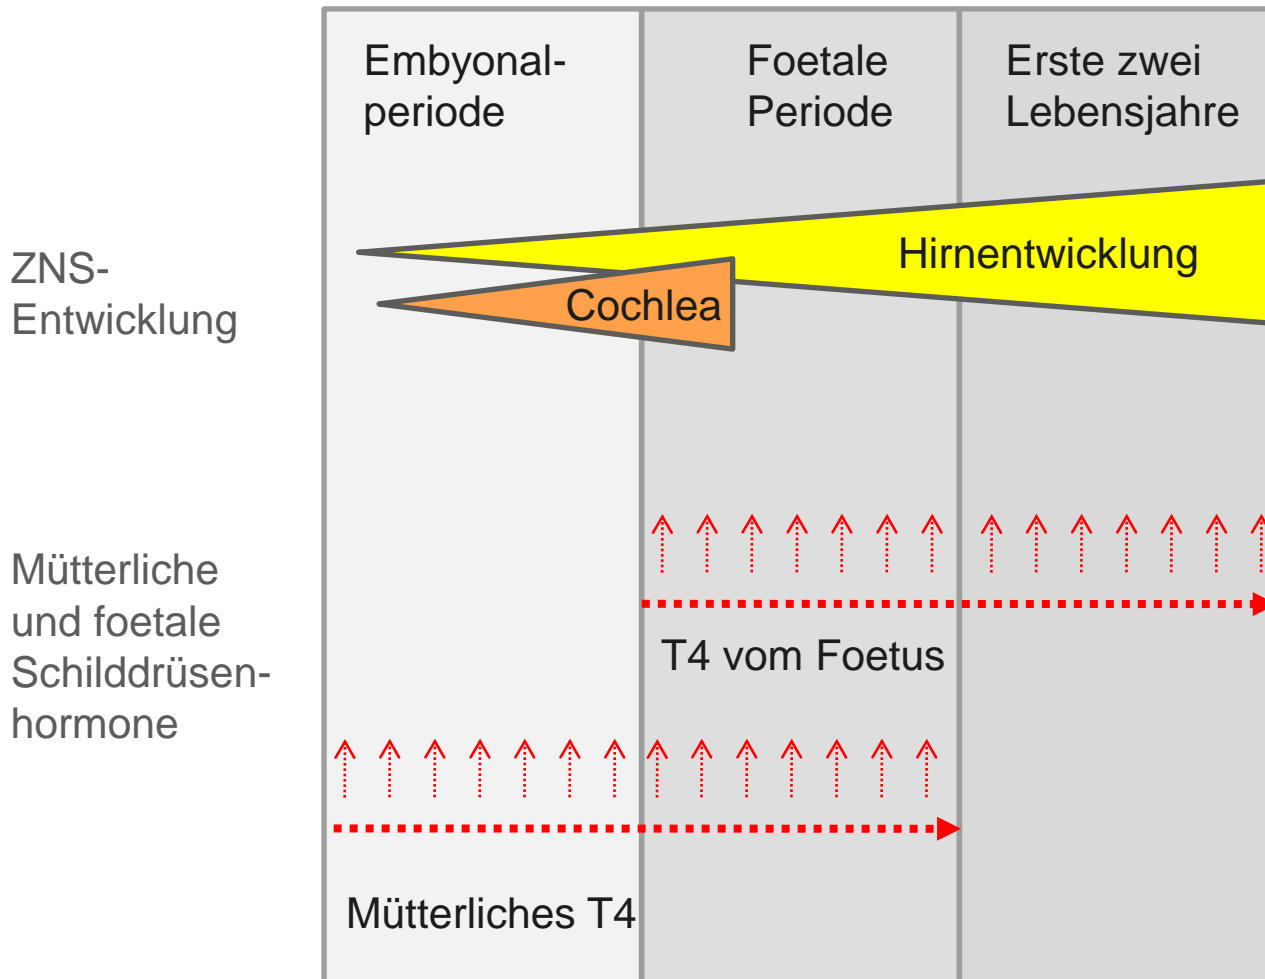 Embyonal-
periode
Foetale
Periode
Erste zwei
Lebensjahre
ZNS-
Entwicklung
Hirnentwicklung
Cochlea
Mütterliche
und foetale
Schilddrüsen-
hormone
T4 vom Foetus
Mütterliches T4